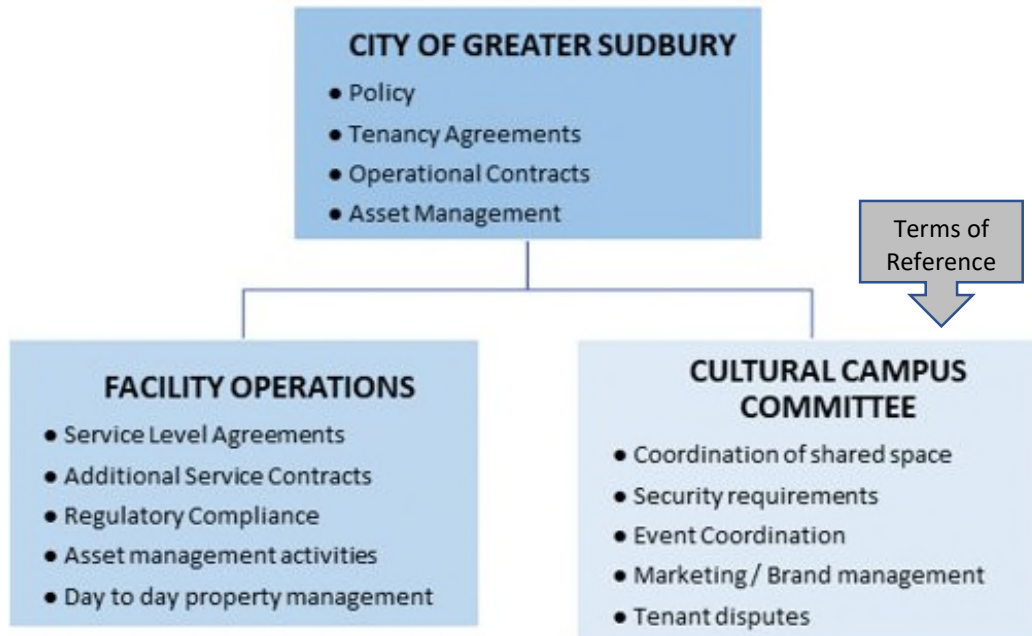 CITY OF GREATER SUDBURY
● Policy
● Tenancy Agreements
● Operational Contracts
● Asset Management
Terms of
Reference
FACILITY OPERATIONS
● Service Level Agreements
● Additional Service Contracts
● Regulatory Compliance
● Asset management activities
● Day to day property management
CULTURAL CAMPUS
COMMITTEE
● Coordination of shared space
● Security requirements
● Event Coordination
● Marketing / Brand management
● Tenant disputes